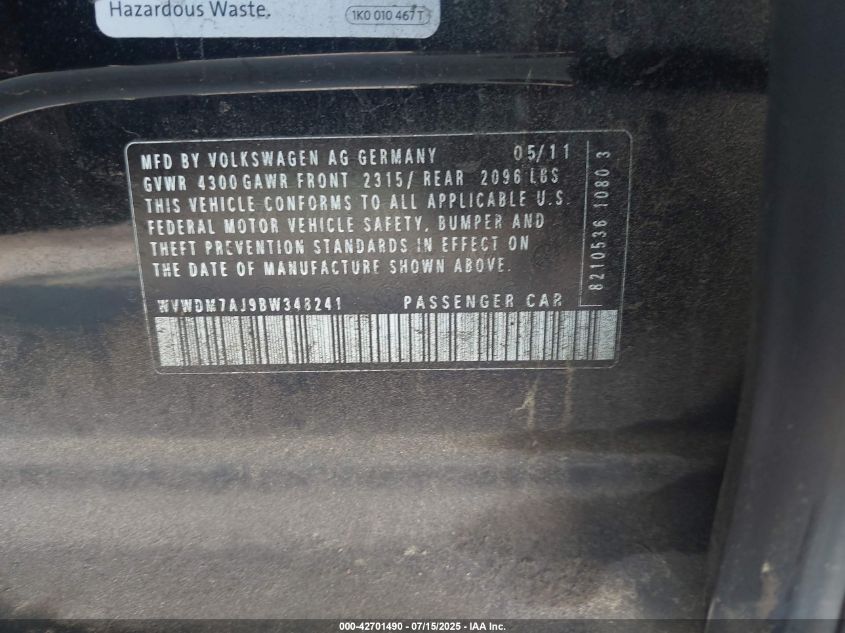 Hazardous Waste.
1K0 010 467 T
MFD BY VOLKSWAGEN AG GERMANY 05/11
GVWR 4300 GAWR FRONT 2315/ REAR 2096 LBS
THIS VEHICLE CONFORMS TO ALL APPLICABLE U.S.
FEDERAL MOTOR VEHICLE SAFETY, BUMPER AND
THEFT PREVENTION STANDARDS IN EFFECT ON
THE DATE OF MANUFACTURE SHOWN ABOVE.
WVWDM7AJ9BW348241 PASSENGER CAR
8210536 1080 3
000-42701490 - 07/15/2025 - IAA Inc.